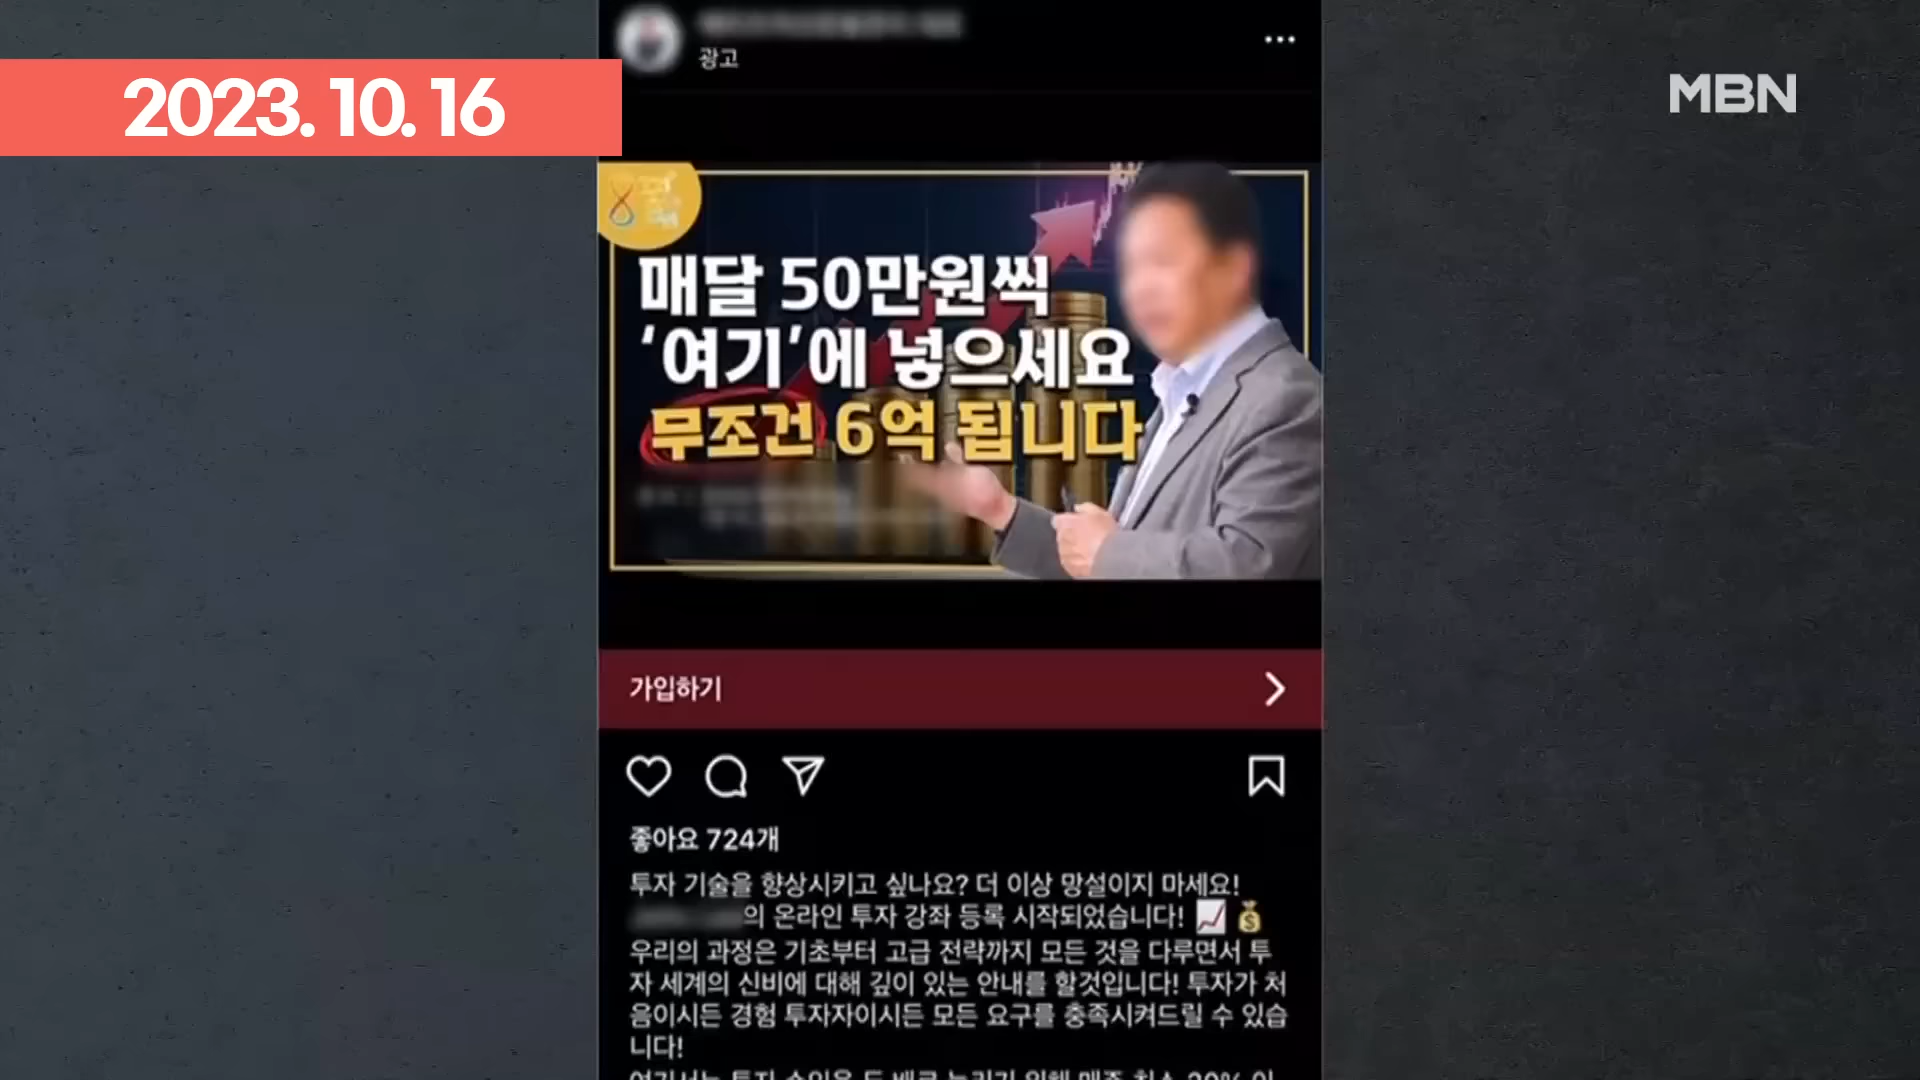 광고
2023. 10. 16
MBN
매달 50만원씩
‘여기’에 넣으세요
무조건 6억 됩니다
가입하기
좋아요 724개
투자 기술을 향상시키고 싶나요? 더 이상 망설이지 마세요!
의 온라인 투자 강좌 등록 시작되었습니다! 📈 💰
우리의 과정은 기초부터 고급 전략까지 모든 것을 다루면서 투
자 세계의 신비에 대해 깊이 있는 안내를 할것입니다! 투자가 처
음이시든 경험 투자자이시든 모든 요구를 충족시켜드릴 수 있습
니다!